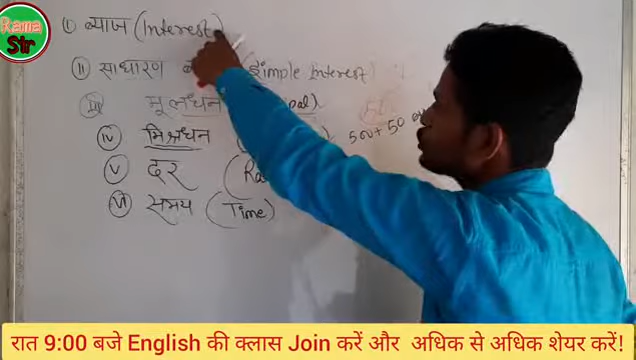 Rama
Sir
(i) ब्याज (Interest)
(ii) साधारण (Simple Interest)
(iii) मूलधन
(iv) मिश्रधन
(v) दर
(vi) समय (Time)
500+50
रात 9:00 बजे English की क्लास Join करें और अधिक से अधिक शेयर करें!